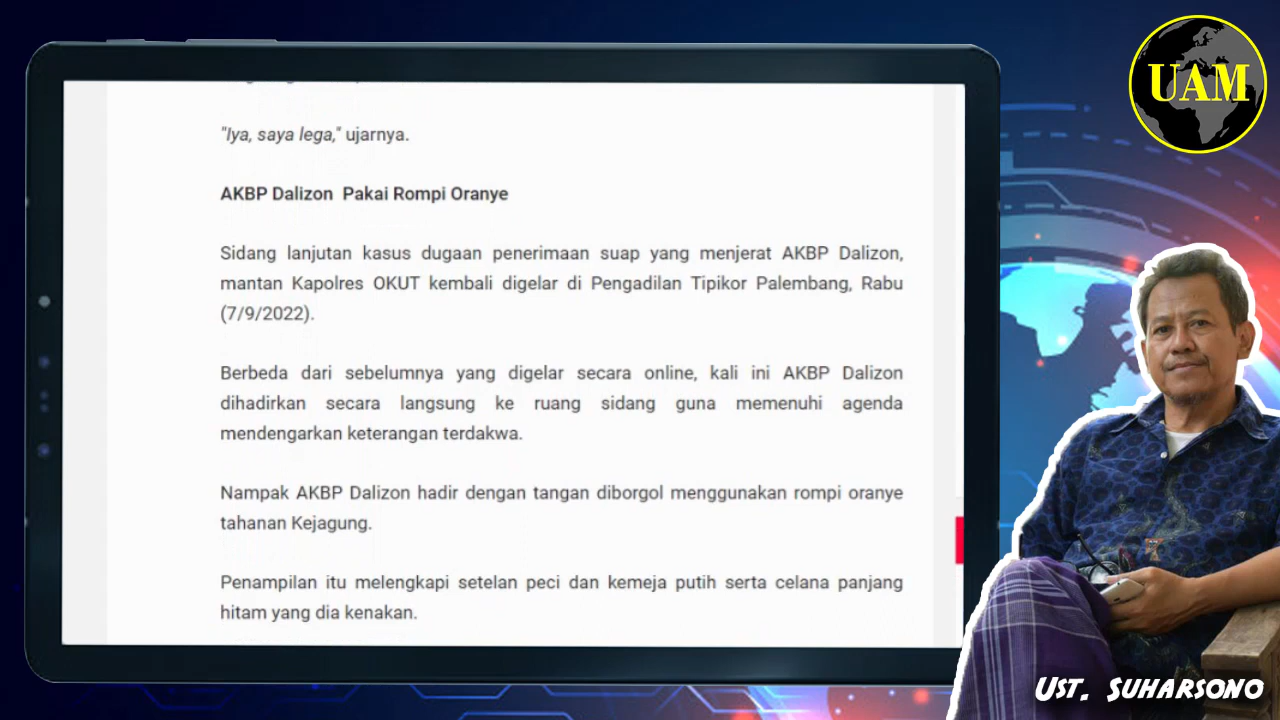 UAM
"Iya, saya lega," ujarnya.
AKBP Dalizon Pakai Rompi Oranye
Sidang lanjutan kasus dugaan penerimaan suap yang menjerat AKBP Dalizon,
mantan Kapolres OKUT kembali digelar di Pengadilan Tipikor Palembang, Rabu
(7/9/2022).
Berbeda dari sebelumnya yang digelar secara online, kali ini AKBP Dalizon
dihadirkan secara langsung ke ruang sidang guna memenuhi agenda
mendengarkan keterangan terdakwa.
Nampak AKBP Dalizon hadir dengan tangan diborgol menggunakan rompi oranye
tahanan Kejagung.
Penampilan itu melengkapi setelan peci dan kemeja putih serta celana panjang
hitam yang dia kenakan.
Ust. Suharsono